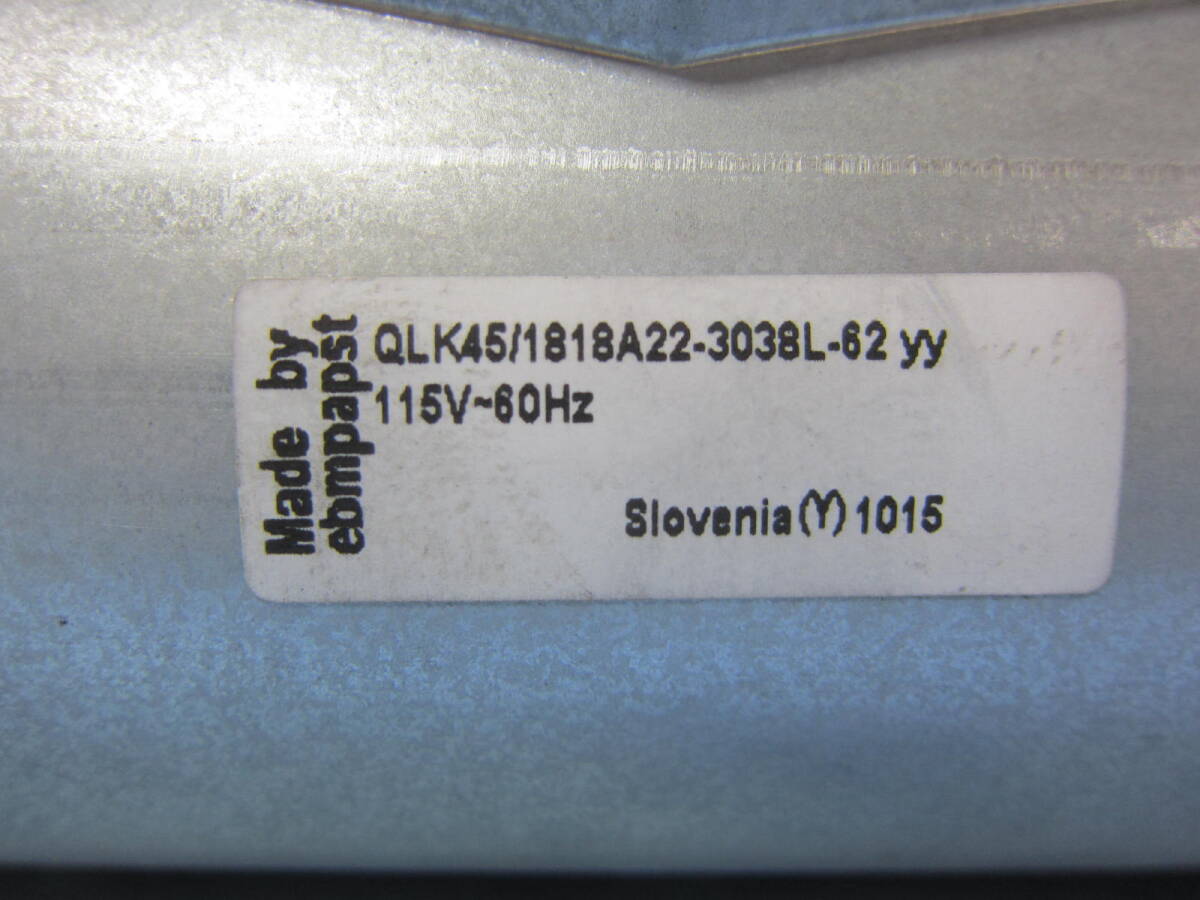 Made by
ebmpapst
QLK45/1818A22-3038L-62 yy
115V~60Hz
Slovenia(Y)1015